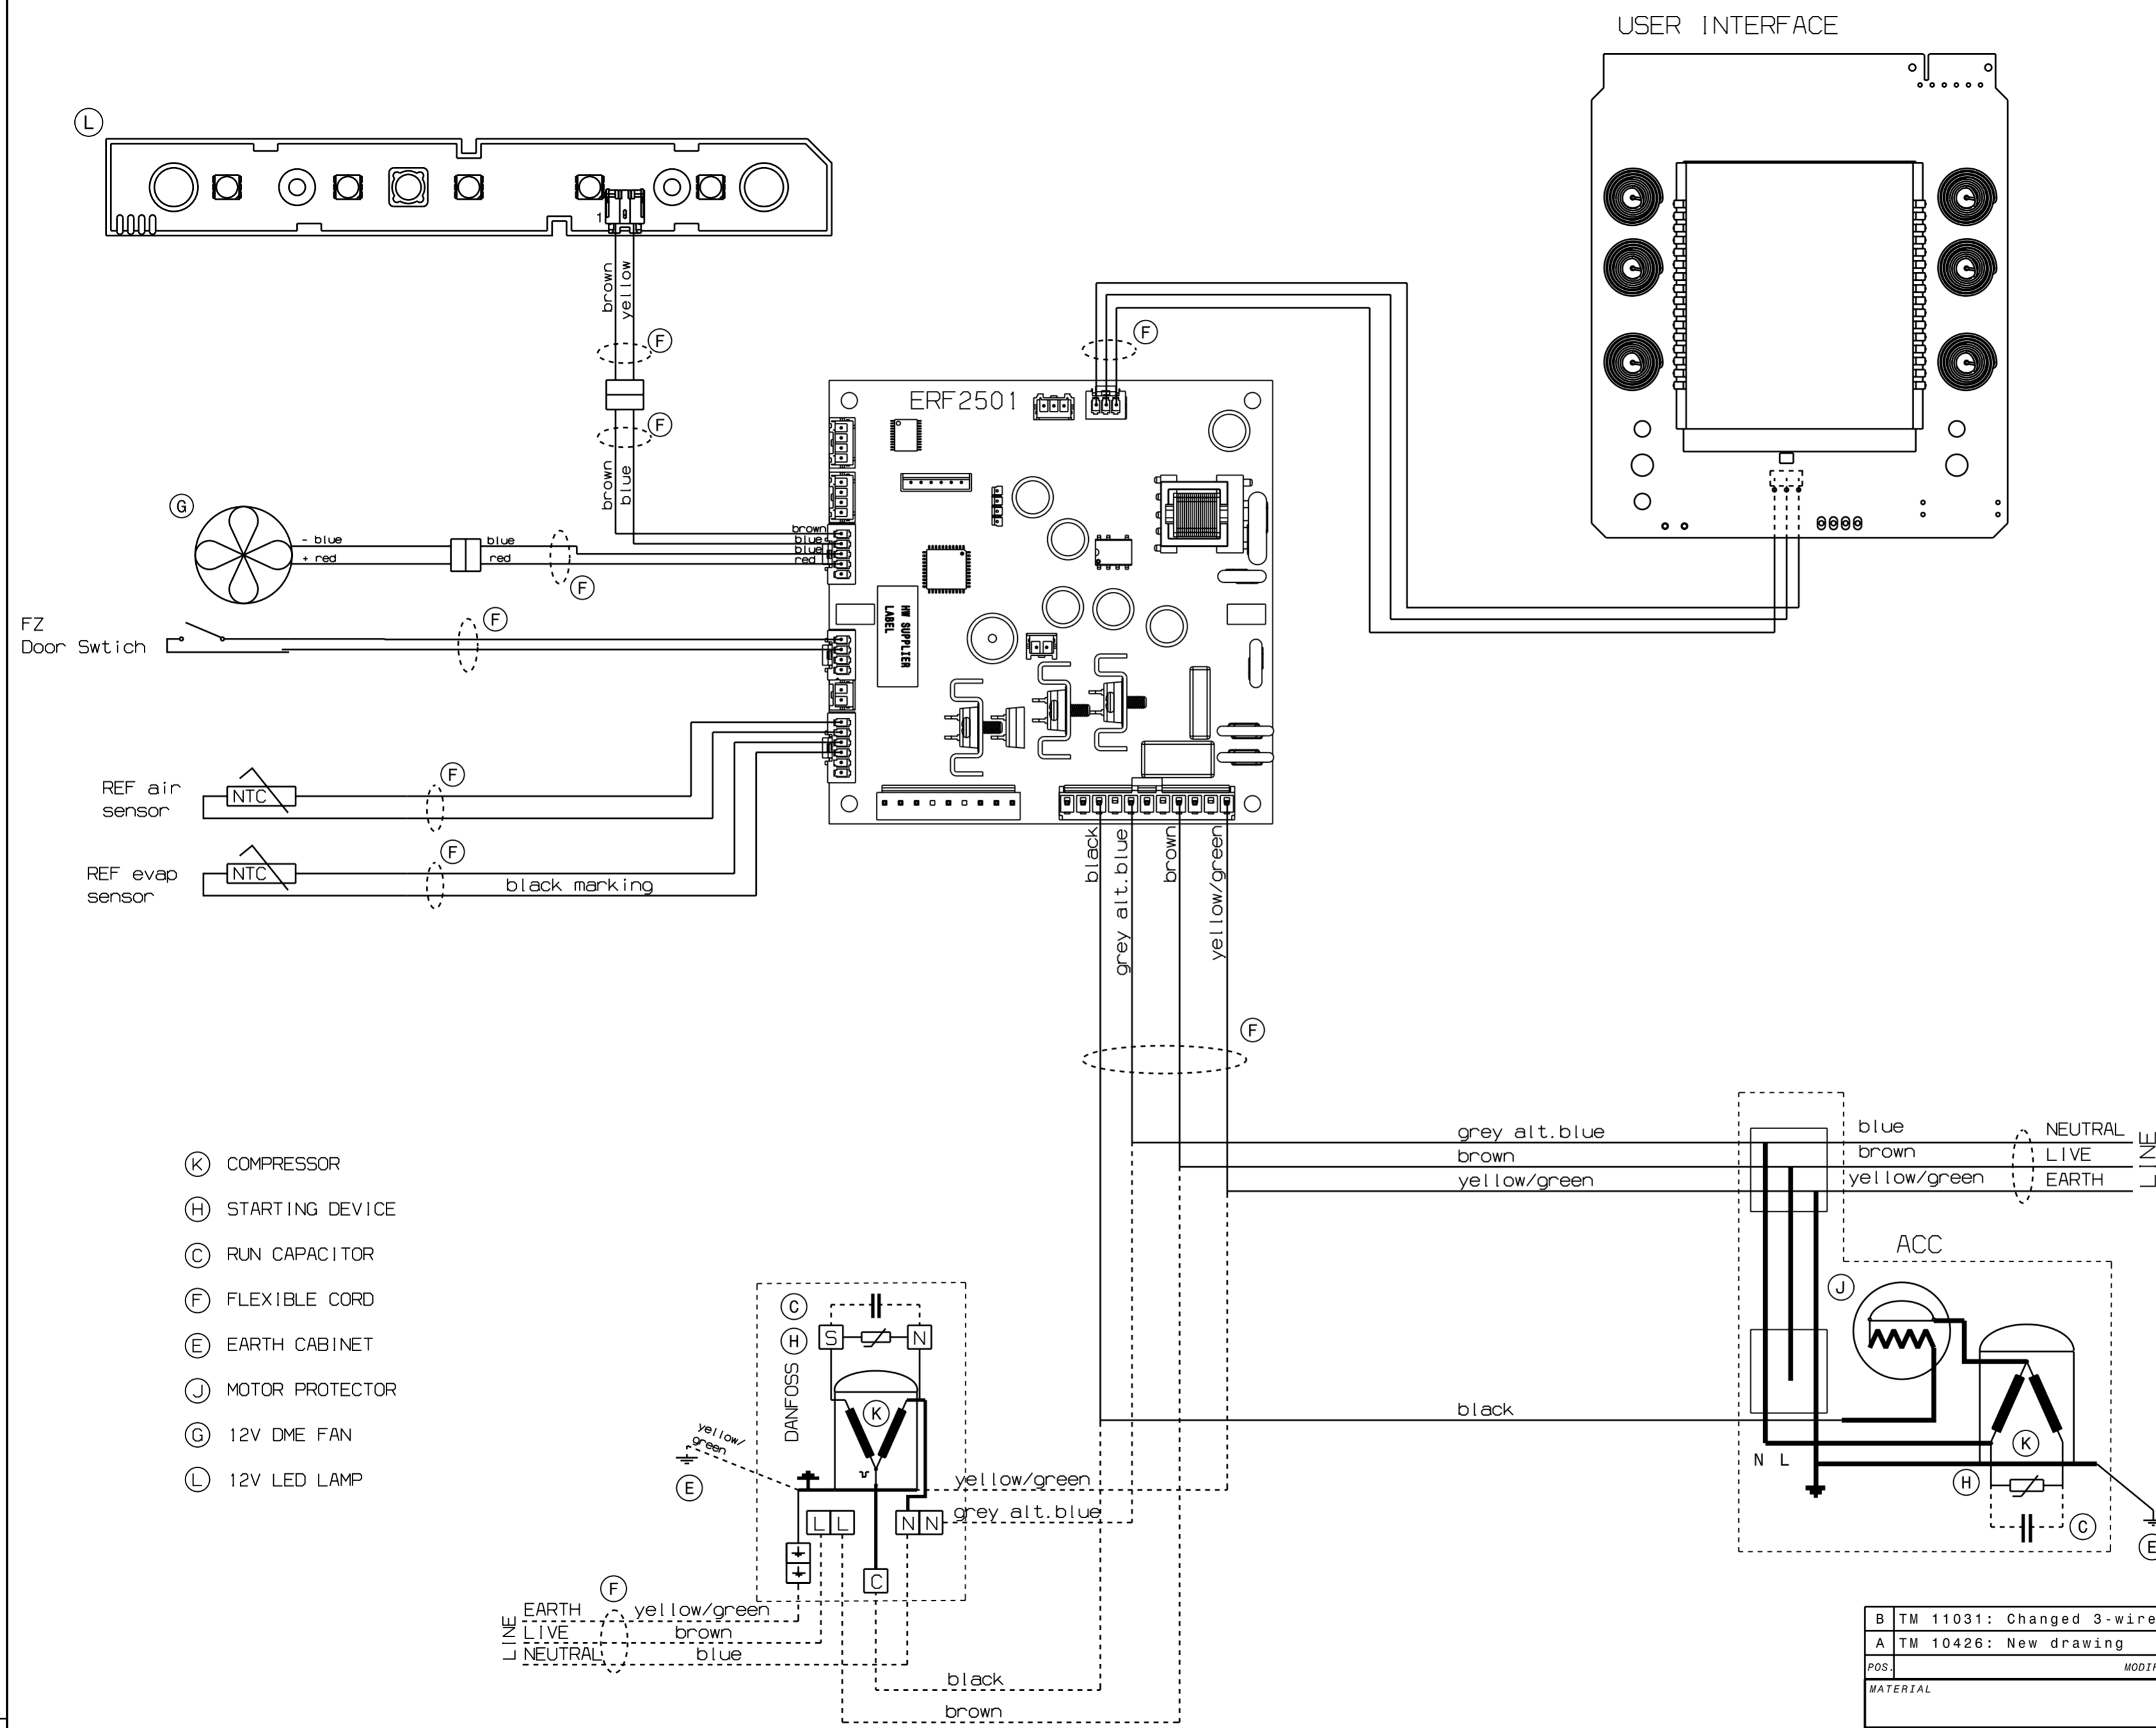 USER INTERFACE
L
1
brown
yellow
F
F
F
ERF2501
brown
blue
G
- blue
+ red
blue
red
brown
blue
blue
red
F
FZ
Door Swtich
F
HW SUPPLIER
LABEL
REF air
sensor
NTC
F
REF evap
sensor
NTC
F
black marking
black
grey alt.blue
brown
yellow/green
F
grey alt.blue
brown
yellow/green
blue
brown
yellow/green
NEUTRAL
LIVE
EARTH
LINE
K COMPRESSOR
H STARTING DEVICE
C RUN CAPACITOR
F FLEXIBLE CORD
E EARTH CABINET
J MOTOR PROTECTOR
G 12V DME FAN
L 12V LED LAMP
ACC
J
black
N L
K
H
C
E
C
H
S
N
DANFOSS
K
yellow/
green
E
yellow/green
grey alt.blue
L L
N N
C
F
LINE
EARTH yellow/green
LIVE brown
NEUTRAL blue
black
brown
B TM 11031: Changed 3-wire
A TM 10426: New drawing
POS.
MATERIAL